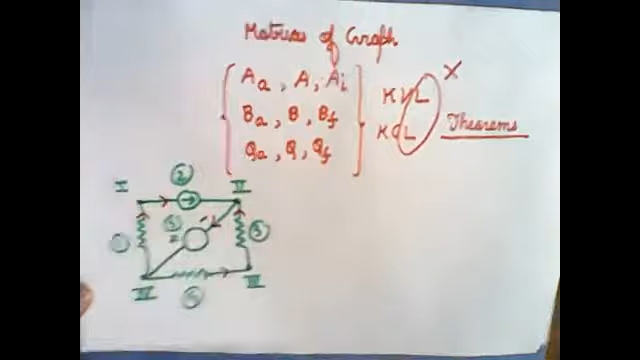 Matrices of Graph
Aa, A, Ai
X
Ba, B, Bf
KVL
Qa, Q, Qf
KCL
Theorems
I
2
II
1
5
3
IV
4
III